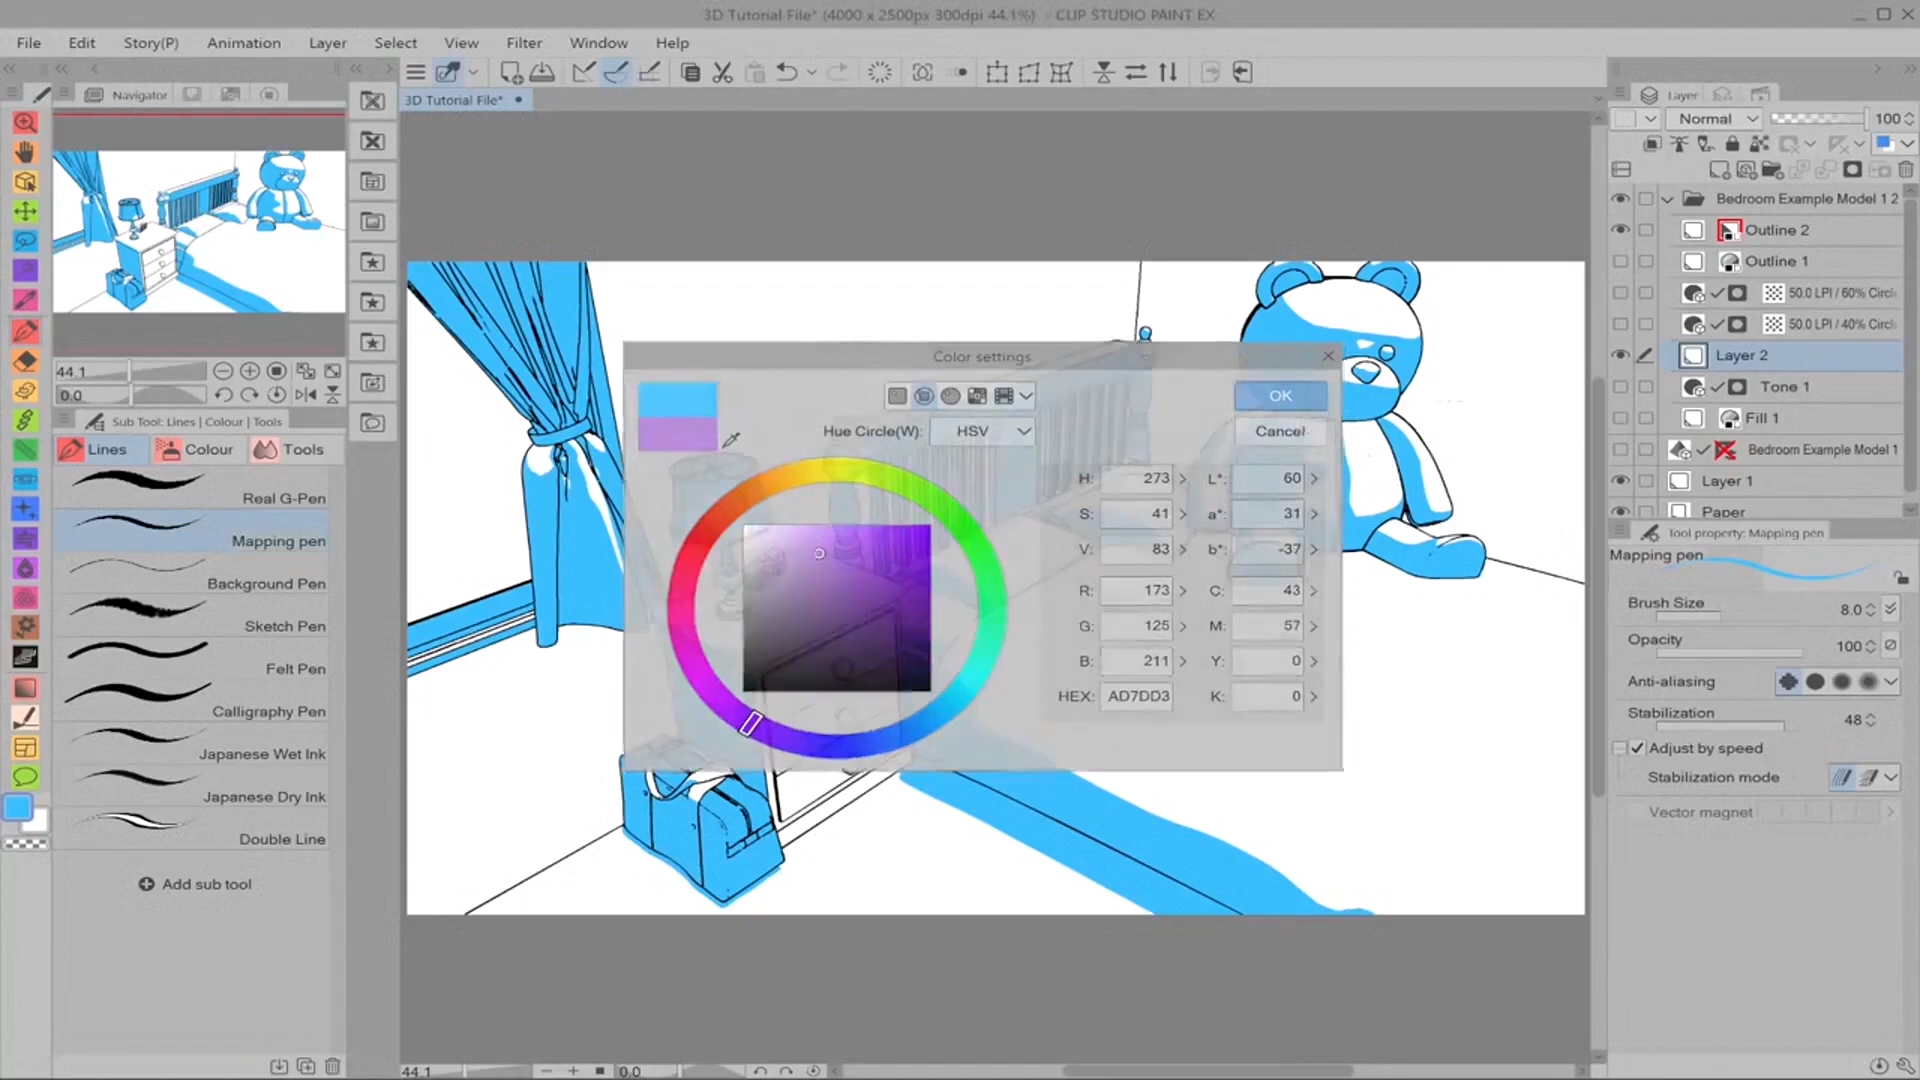 3D Tutorial File* (4000 x 2500px 300dpi 44.1%) - CLIP STUDIO PAINT EX
File Edit Story(P) Animation Layer Select View Filter Window Help
Navigator
3D Tutorial File*
Layer
Normal 100
Bedroom Example Model 1 2
Outline 2
Outline 1
50.0 LPI / 60% Circl
50.0 LPI / 40% Circl
Layer 2
Tone 1
Fill 1
Bedroom Example Model 1
Layer 1
Paper
44.1
0.0
Sub Tool: Lines | Colour | Tools
Lines Colour Tools
Real G-Pen
Mapping pen
Background Pen
Sketch Pen
Felt Pen
Calligraphy Pen
Japanese Wet Ink
Japanese Dry Ink
Double Line
Add sub tool
Color settings
OK
Hue Circle(W): HSV
Cancel
H: 273 L*: 60
S: 41 a*: 31
V: 83 b*: -37
R: 173 C: 43
G: 125 M: 57
B: 211 Y: 0
HEX: AD7DD3 K: 0
Tool property: Mapping pen
Mapping pen
Brush Size 8.0
Opacity 100
Anti-aliasing
Stabilization 48
Adjust by speed
Stabilization mode
Vector magnet
44.1 0.0